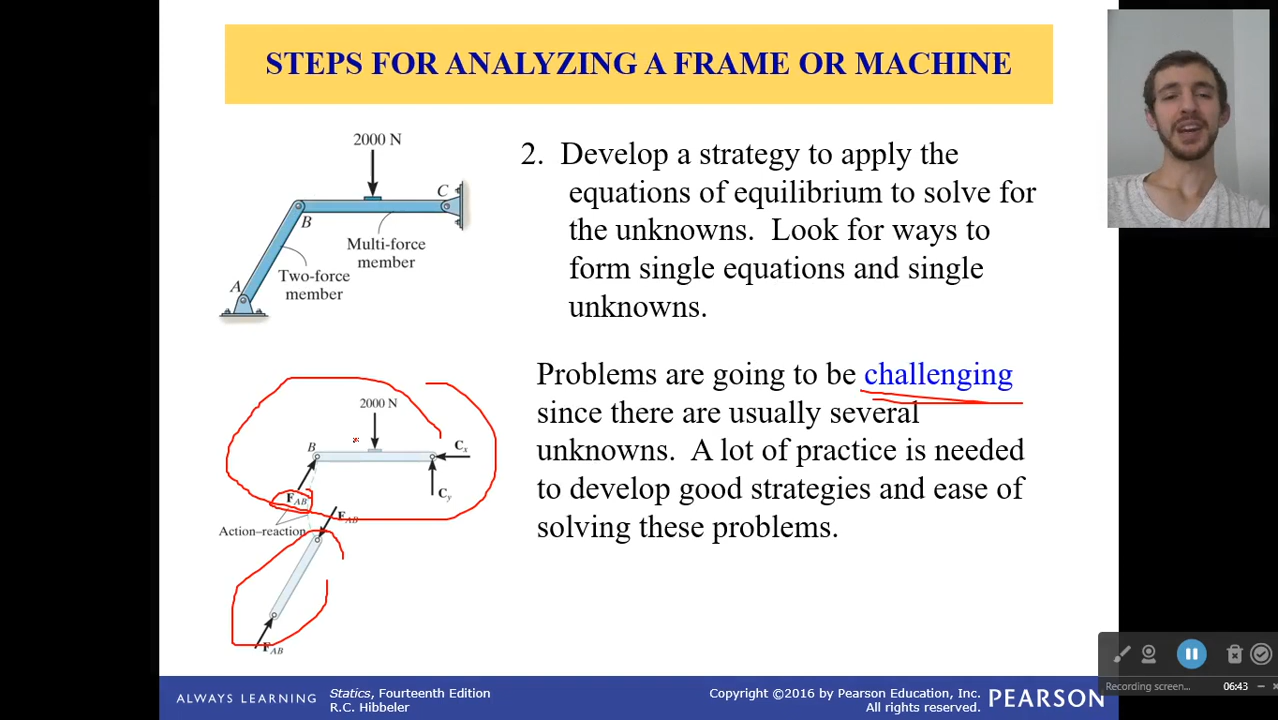 STEPS FOR ANALYZING A FRAME OR MACHINE
2000 N
C
B
Multi-force
member
Two-force
member
A
2. Develop a strategy to apply the
equations of equilibrium to solve for
the unknowns. Look for ways to
form single equations and single
unknowns.
Problems are going to be challenging
since there are usually several
unknowns. A lot of practice is needed
to develop good strategies and ease of
solving these problems.
2000 N
B
Cx
FAB
Cy
FAB
Action–reaction
FAB
ALWAYS LEARNING
Statics, Fourteenth Edition
R.C. Hibbeler
Copyright ©2016 by Pearson Education, Inc.
All rights reserved.
PEARSON
Recording screen... 06:43